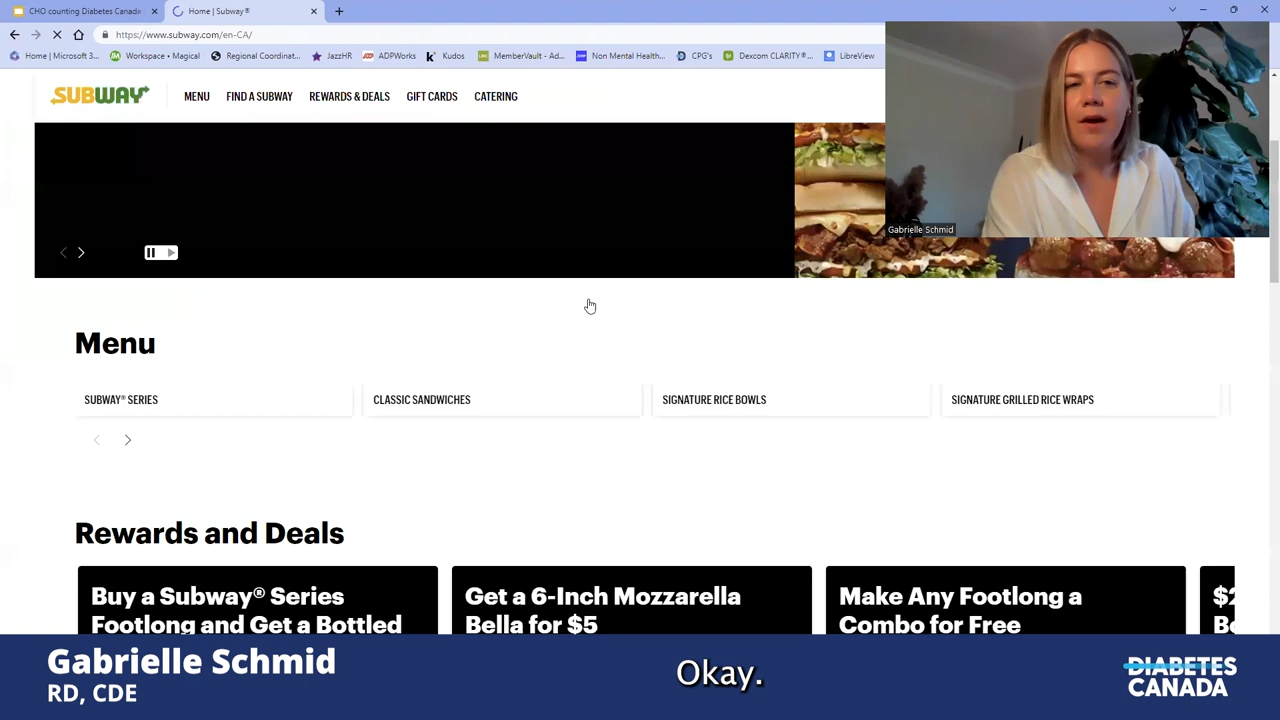 CHO counting Diabetes Canada
Home | Subway®
https://www.subway.com/en-CA/
Home | Microsoft 3...
Workspace • Magical
Regional Coordinat...
JazzHR
ADPWorks
Kudos
MemberVault - Ad...
Non Mental Health...
CPG's
Dexcom CLARITY®...
LibreView
SUBWAY
MENU
FIND A SUBWAY
REWARDS & DEALS
GIFT CARDS
CATERING
Gabrielle Schmid
Menu
SUBWAY® SERIES
CLASSIC SANDWICHES
SIGNATURE RICE BOWLS
SIGNATURE GRILLED RICE WRAPS
Rewards and Deals
Buy a Subway® Series
Footlong and Get a Bottled
Get a 6-Inch Mozzarella
Bella for $5
Make Any Footlong a
Combo for Free
Gabrielle Schmid
RD, CDE
Okay.
DIABETES
CANADA